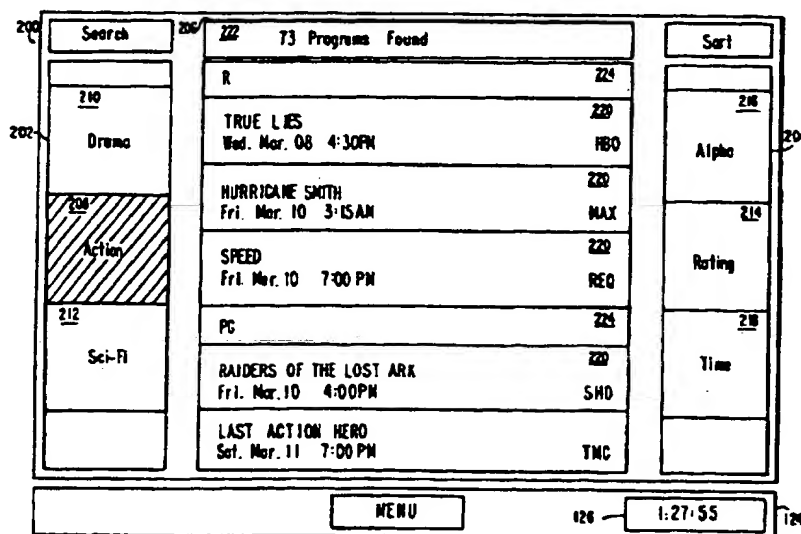 200
Search
206
222 73 Programs Found
Sort
R 224
210
Drama
202
TRUE LIES 220
Wed. Mar. 08 4:30PM HBO
216
Alpha
20
208
Action
HURRICANE SMITH 220
Fri. Mar. 10 3:15AM MAX
214
Rating
SPEED 220
Fri. Mar. 10 7:00 PM REQ
212
Sci-Fi
PG 224
218
Time
RAIDERS OF THE LOST ARK 220
Fri. Mar. 10 4:00PM SHO
LAST ACTION HERO
Sat. Mar. 11 7:00 PM TMC
MENU
126
1:27:55